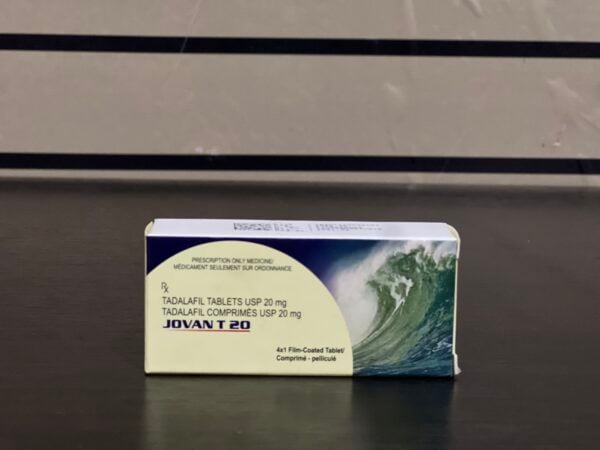 PRESCRIPTION ONLY MEDICINE/
MÉDICAMENT SEULEMENT SUR ORDONNANCE
Rx
TADALAFIL TABLETS USP 20 mg
TADALAFIL COMPRIMÉS USP 20 mg
JOVAN T 20
4x1 Film-Coated Tablet/
Comprimé - pelliculé